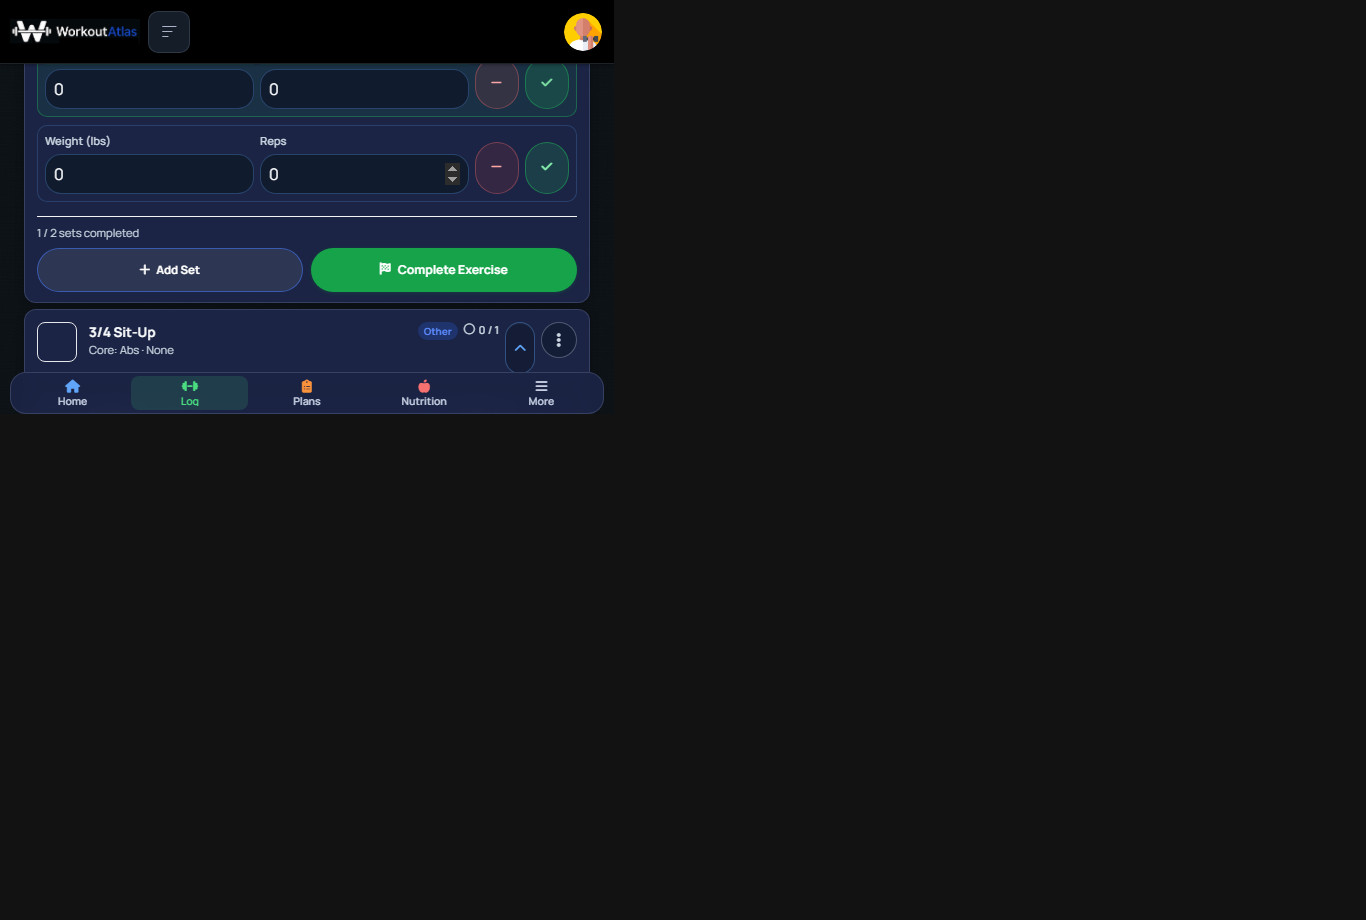 WorkoutAtlas
0 0
Weight (lbs) Reps
0 0
1 / 2 sets completed
Add Set Complete Exercise
3/4 Sit-Up Other 0 / 1
Core: Abs · None
Home Log Plans Nutrition More